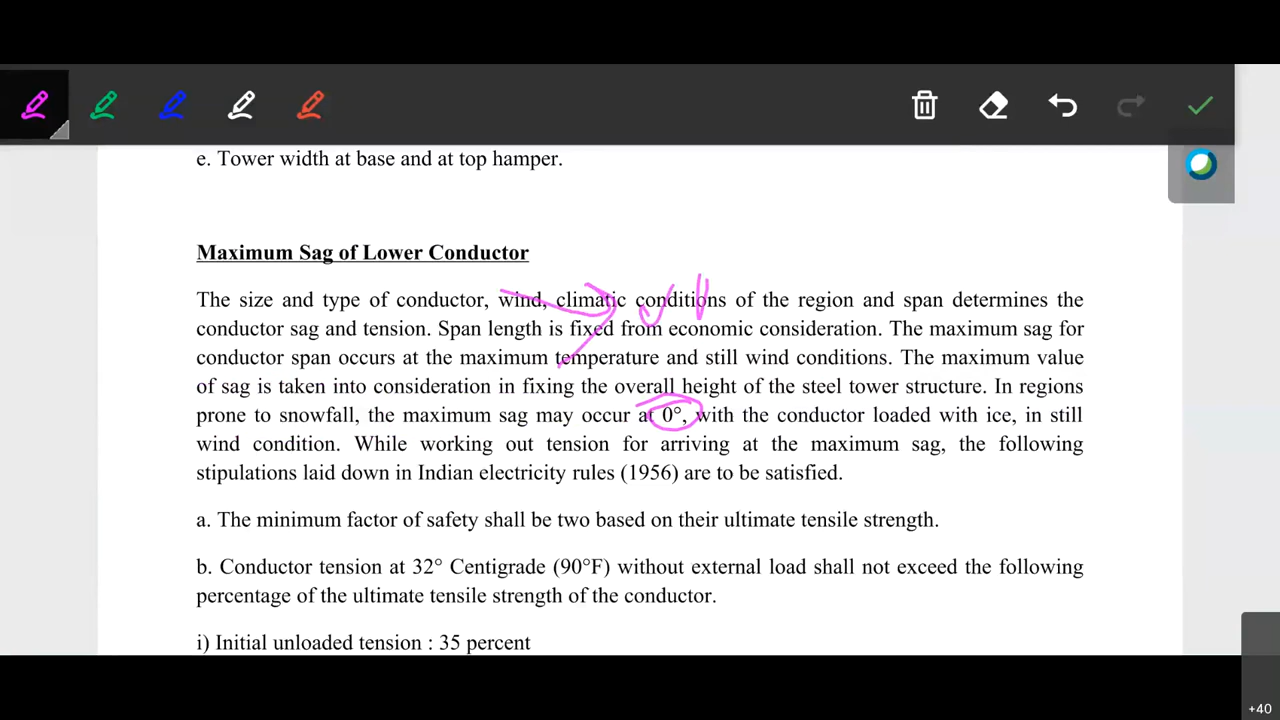 e. Tower width at base and at top hamper.
Maximum Sag of Lower Conductor
The size and type of conductor, wind, climatic conditions of the region and span determines the
conductor sag and tension. Span length is fixed from economic consideration. The maximum sag for
conductor span occurs at the maximum temperature and still wind conditions. The maximum value
of sag is taken into consideration in fixing the overall height of the steel tower structure. In regions
prone to snowfall, the maximum sag may occur at 0°, with the conductor loaded with ice, in still
wind condition. While working out tension for arriving at the maximum sag, the following
stipulations laid down in Indian electricity rules (1956) are to be satisfied.
a. The minimum factor of safety shall be two based on their ultimate tensile strength.
b. Conductor tension at 32° Centigrade (90°F) without external load shall not exceed the following
percentage of the ultimate tensile strength of the conductor.
i) Initial unloaded tension : 35 percent
+40